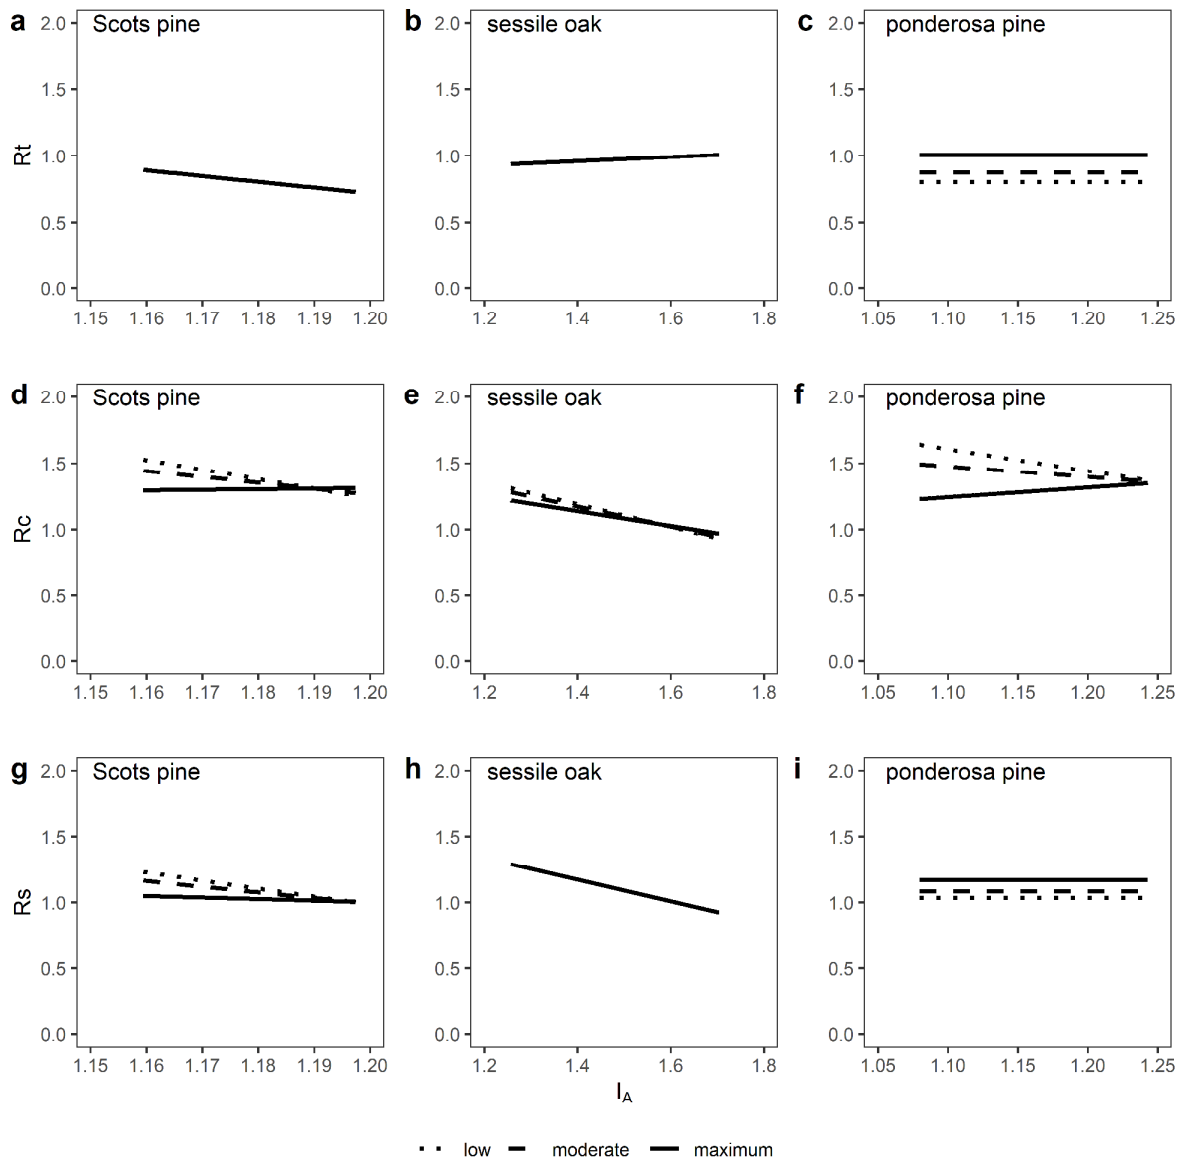 a Scots pine
b sessile oak
c ponderosa pine
Rt
2.0
1.5
1.0
0.5
0.0
1.15 1.16 1.17 1.18 1.19 1.20
2.0
1.5
1.0
0.5
0.0
1.2 1.4 1.6 1.8
2.0
1.5
1.0
0.5
0.0
1.05 1.10 1.15 1.20 1.25
d Scots pine
e sessile oak
f ponderosa pine
Rc
2.0
1.5
1.0
0.5
0.0
1.15 1.16 1.17 1.18 1.19 1.20
2.0
1.5
1.0
0.5
0.0
1.2 1.4 1.6 1.8
2.0
1.5
1.0
0.5
0.0
1.05 1.10 1.15 1.20 1.25
g Scots pine
h sessile oak
i ponderosa pine
Rs
2.0
1.5
1.0
0.5
0.0
1.15 1.16 1.17 1.18 1.19 1.20
2.0
1.5
1.0
0.5
0.0
1.2 1.4 1.6 1.8
2.0
1.5
1.0
0.5
0.0
1.05 1.10 1.15 1.20 1.25
IA
low moderate maximum